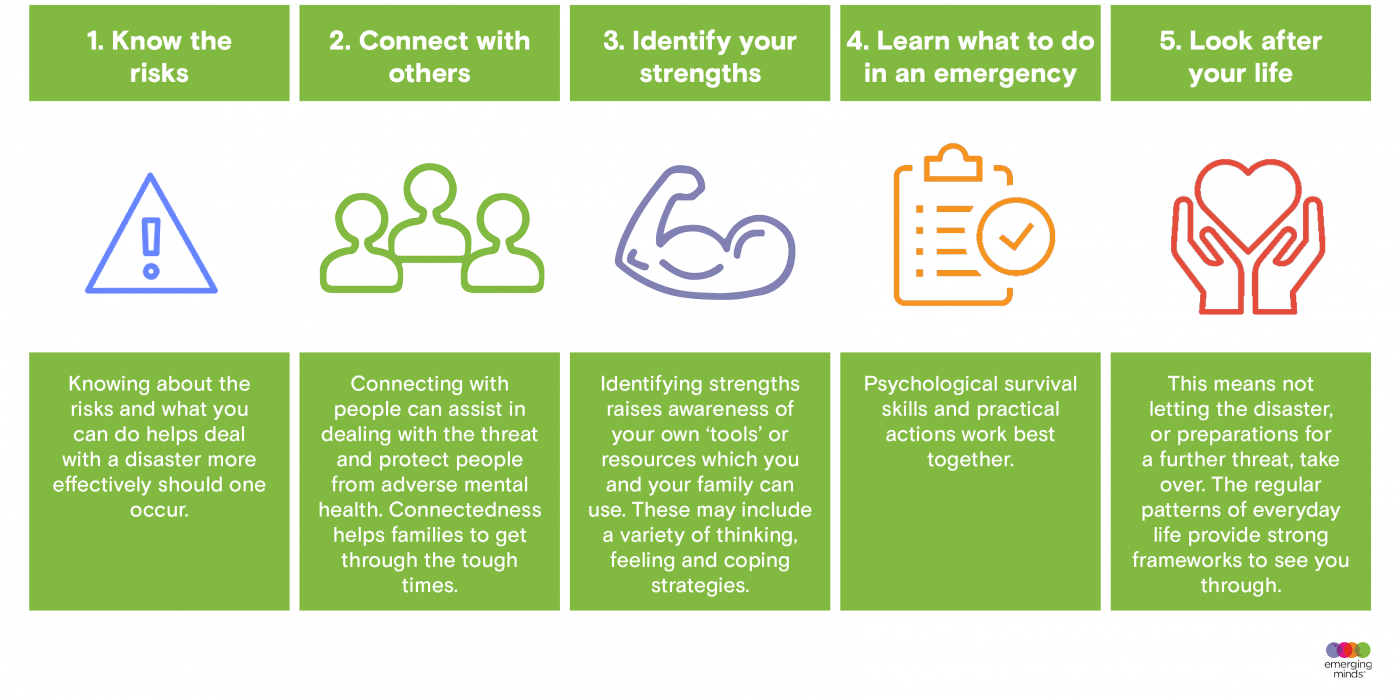 1. Know the
risks
2. Connect with
others
3. Identify your
strengths
4. Learn what to do
in an emergency
5. Look after
your life
Knowing about the
risks and what you
can do helps deal
with a disaster more
effectively should one
occur.
Connecting with
people can assist in
dealing with the threat
and protect people
from adverse mental
health. Connectedness
helps families to get
through the tough
times.
Identifying strengths
raises awareness of
your own ‘tools’ or
resources which you
and your family can
use. These may include
a variety of thinking,
feeling and coping
strategies.
Psychological survival
skills and practical
actions work best
together.
This means not
letting the disaster,
or preparations for
a further threat, take
over. The regular
patterns of everyday
life provide strong
frameworks to see you
through.
emerging
minds